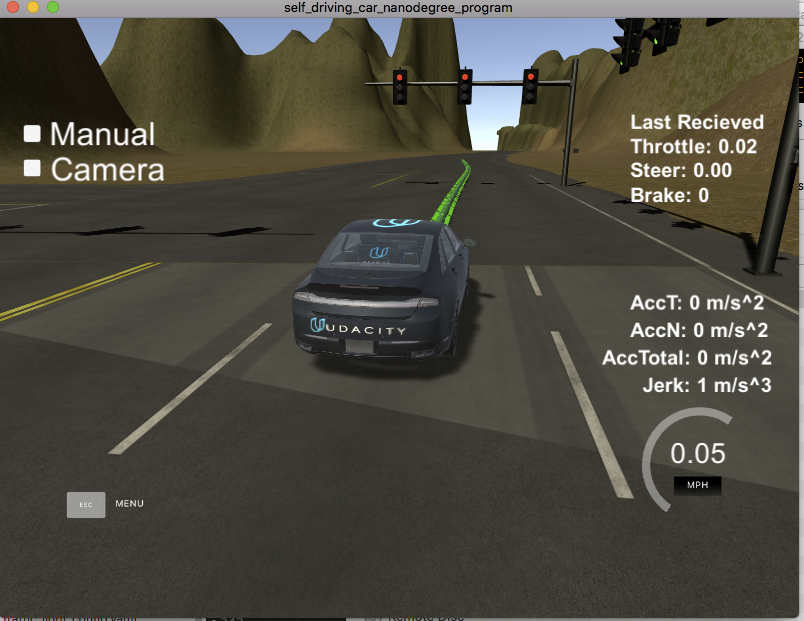 self_driving_car_nanodegree_program
Manual
Camera
Last Recieved
Throttle: 0.02
Steer: 0.00
Brake: 0
UDACITY
AccT: 0 m/s^2
AccN: 0 m/s^2
AccTotal: 0 m/s^2
Jerk: 1 m/s^3
0.05
MPH
ESC
MENU